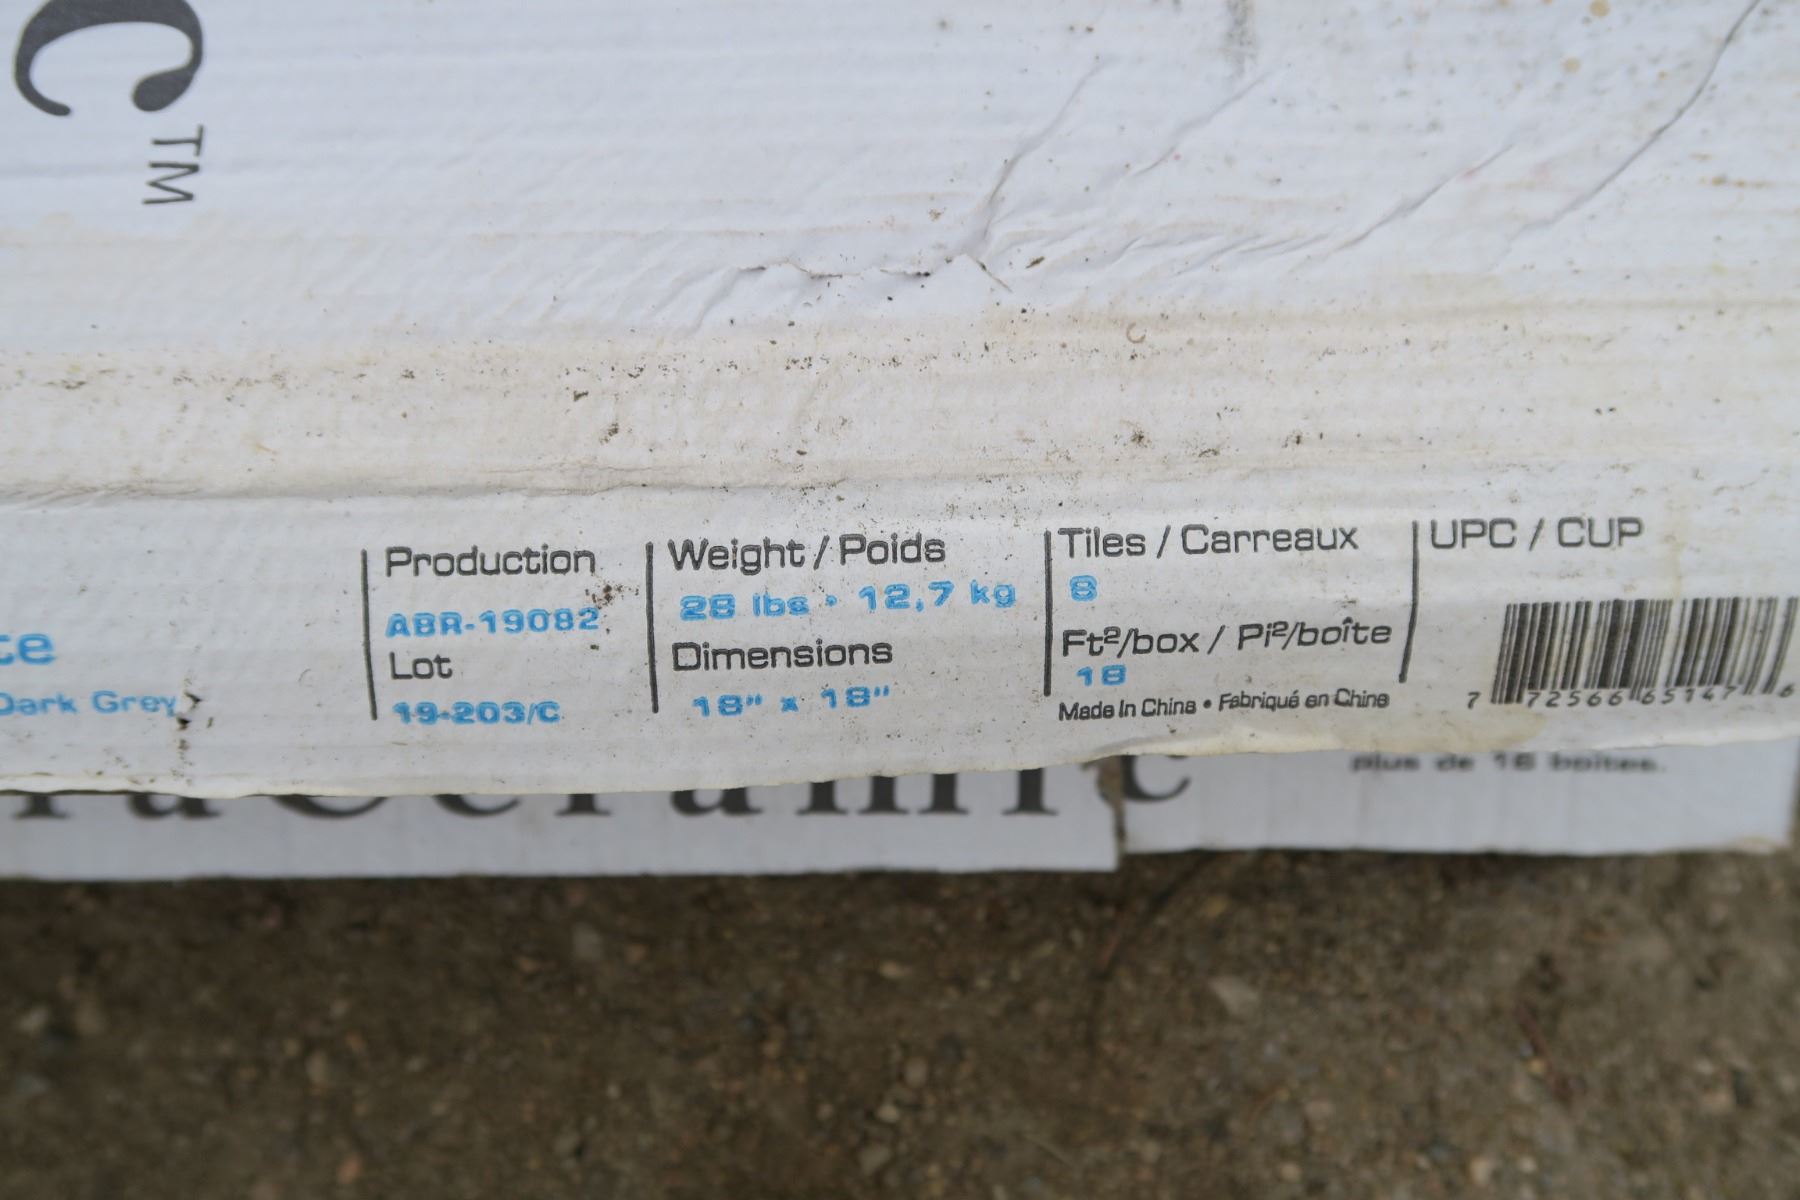 C™
Production
ABR-19082
Lot
19-203/C
Dark Grey
Weight / Poids
28 lbs • 12,7 kg
Dimensions
18" x 18"
Tiles / Carreaux
8
Ft²/box / Pi²/boîte
18
Made In China • Fabriqué en Chine
UPC / CUP
7 72566 65147 6
plus de 16 boîtes.